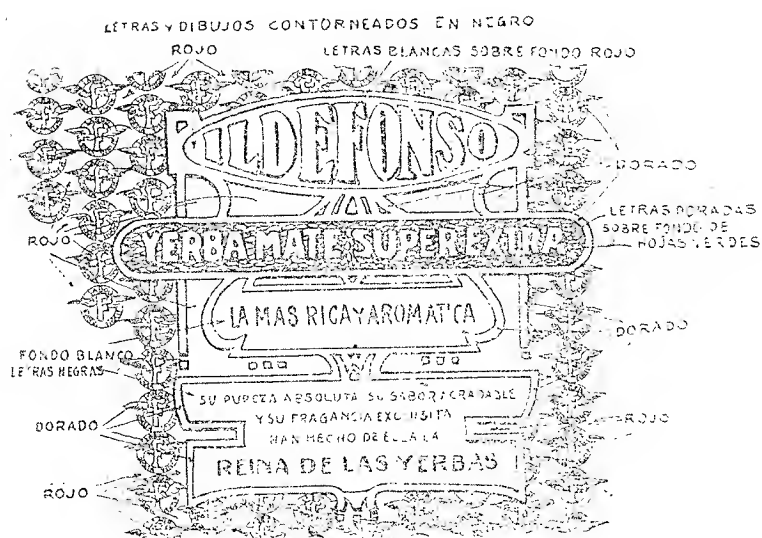 LETRAS Y DIBUJOS CONTORNEADOS EN NEGRO
ROJO
LETRAS BLANCAS SOBRE FONDO ROJO
ILDEFONSO
DORADO
LETRAS DORADAS
SOBRE FONDO DE
HOJAS VERDES
ROJO
YERBA MATE SUPER EXTRA
LA MAS RICA Y AROMATICA
DORADO
FONDO BLANCO
LETRAS NEGRAS
SU PUREZA ABSOLUTA SU SABOR AGRADABLE
Y SU FRAGANCIA EXQUISITA
HAN HECHO DE ELLA LA
REINA DE LAS YERBAS
DORADO
ROJO
ROJO